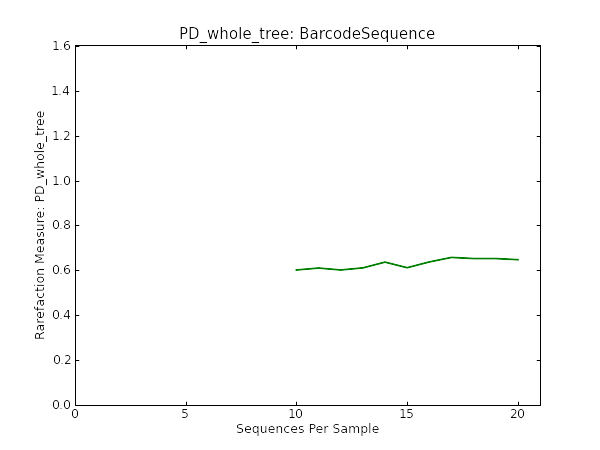 PD_whole_tree: BarcodeSequence
1.6
1.4
1.2
1.0
0.8
0.6
0.4
0.2
0.0
Rarefaction Measure: PD_whole_tree
0 5 10 15 20
Sequences Per Sample